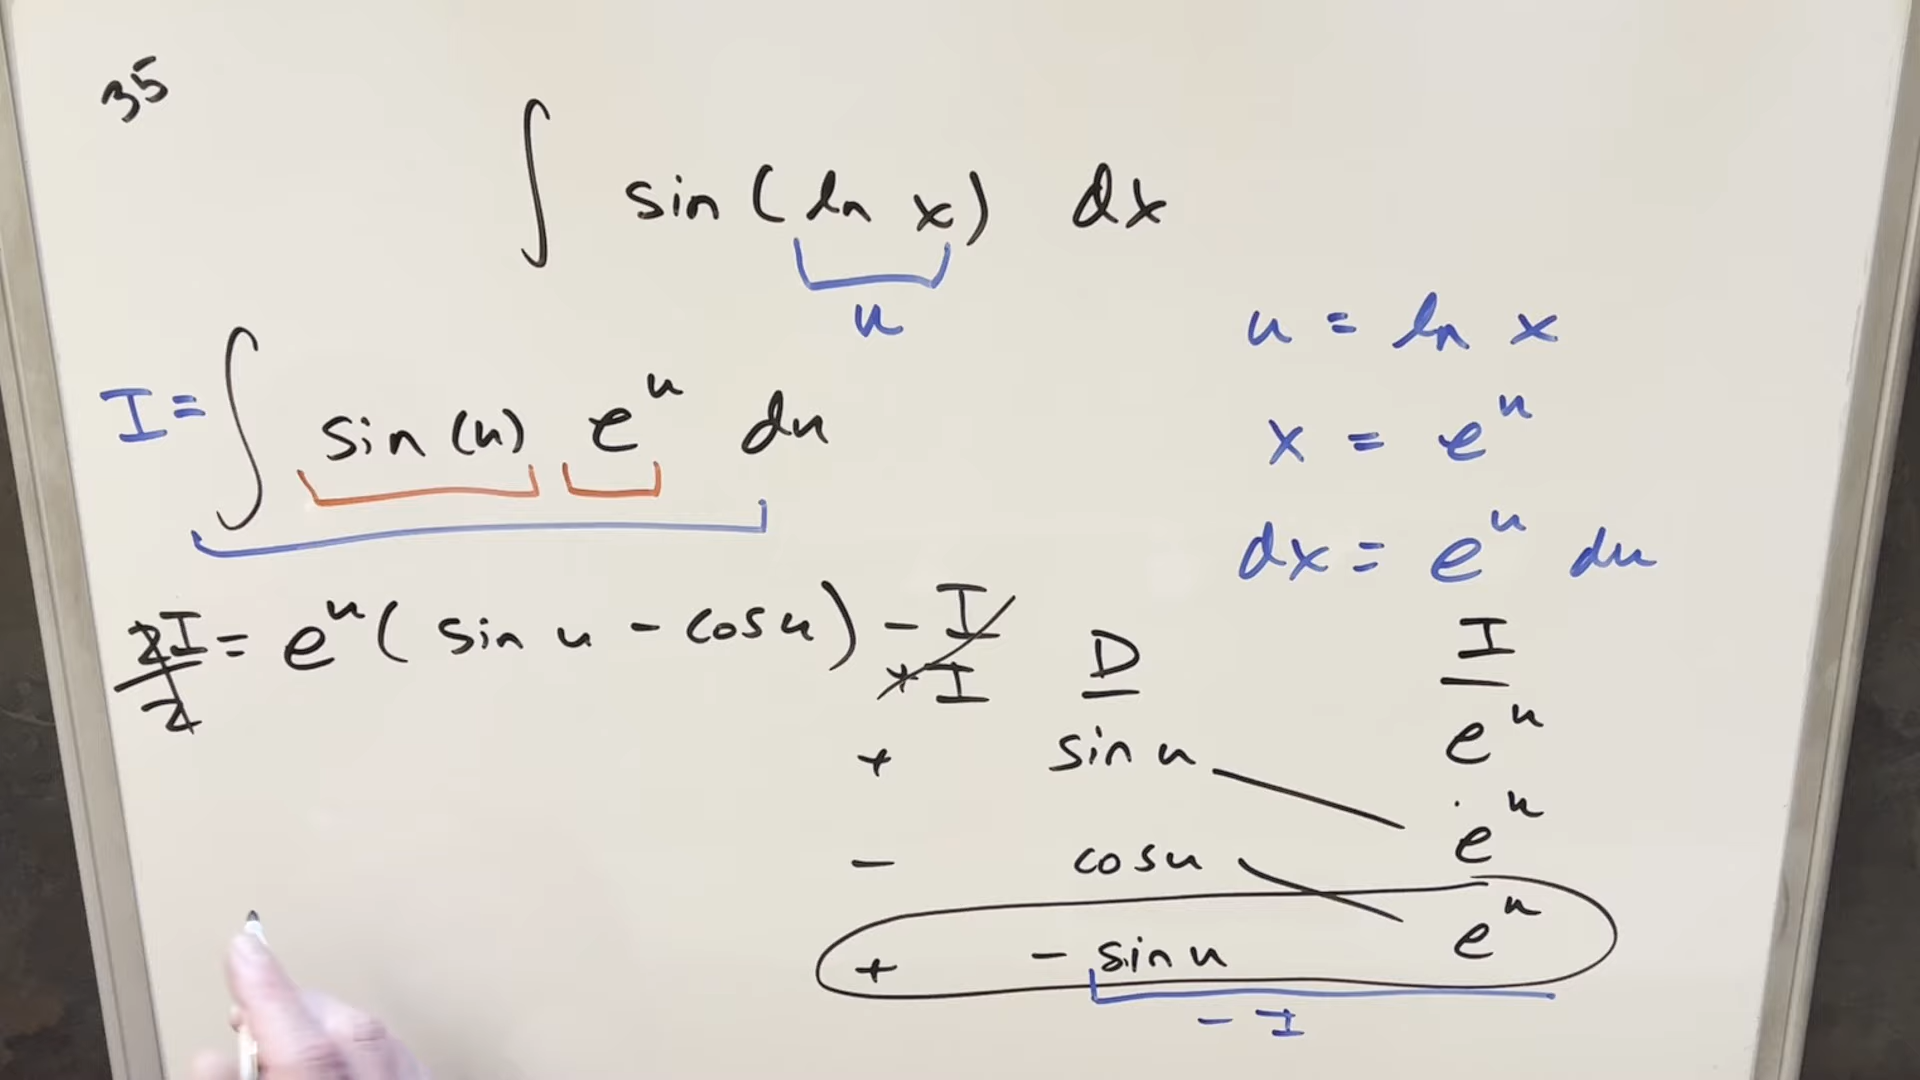 35
∫ sin (ln x) dx
u
u = ln x
I = ∫ sin (u) e^u du
x = e^u
dx = e^u du
2I/2 = e^u ( sin u - cos u ) - I
+ I
D I
+ sin u e^u
- cos u e^u
+ - sin u e^u
- I